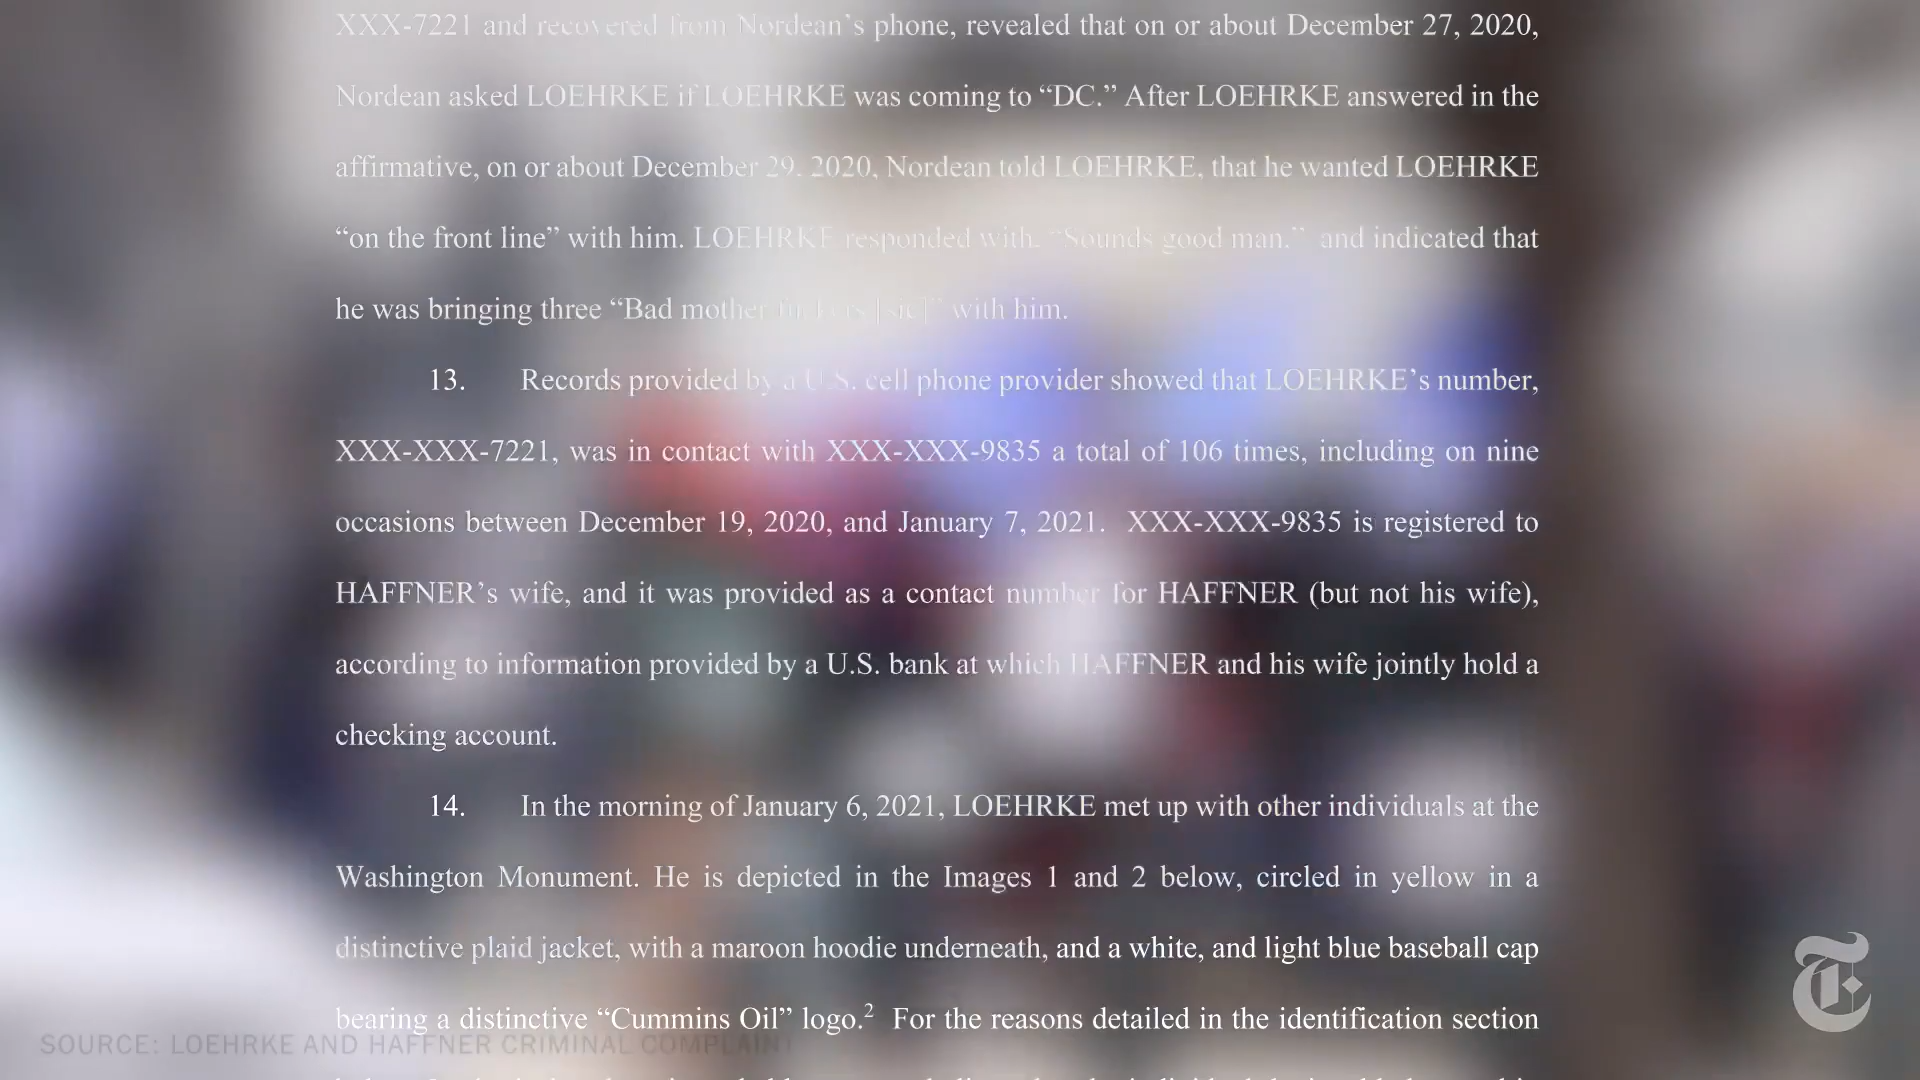 XXX-7221 and recovered from Nordean’s phone, revealed that on or about December 27, 2020,
Nordean asked LOEHRKE if LOEHRKE was coming to “DC.” After LOEHRKE answered in the
affirmative, on or about December 29, 2020, Nordean told LOEHRKE, that he wanted LOEHRKE
“on the front line” with him. LOEHRKE responded with, “Sounds good man,” and indicated that
he was bringing three “Bad mother fuckers [sic]” with him.
13. Records provided by a U.S. cell phone provider showed that LOEHRKE’s number,
XXX-XXX-7221, was in contact with XXX-XXX-9835 a total of 106 times, including on nine
occasions between December 19, 2020, and January 7, 2021. XXX-XXX-9835 is registered to
HAFFNER’s wife, and it was provided as a contact number for HAFFNER (but not his wife),
according to information provided by a U.S. bank at which HAFFNER and his wife jointly hold a
checking account.
14. In the morning of January 6, 2021, LOEHRKE met up with other individuals at the
Washington Monument. He is depicted in the Images 1 and 2 below, circled in yellow in a
distinctive plaid jacket, with a maroon hoodie underneath, and a white, and light blue baseball cap
bearing a distinctive “Cummins Oil” logo.2 For the reasons detailed in the identification section
SOURCE: LOEHRKE AND HAFFNER CRIMINAL COMPLAINT
T